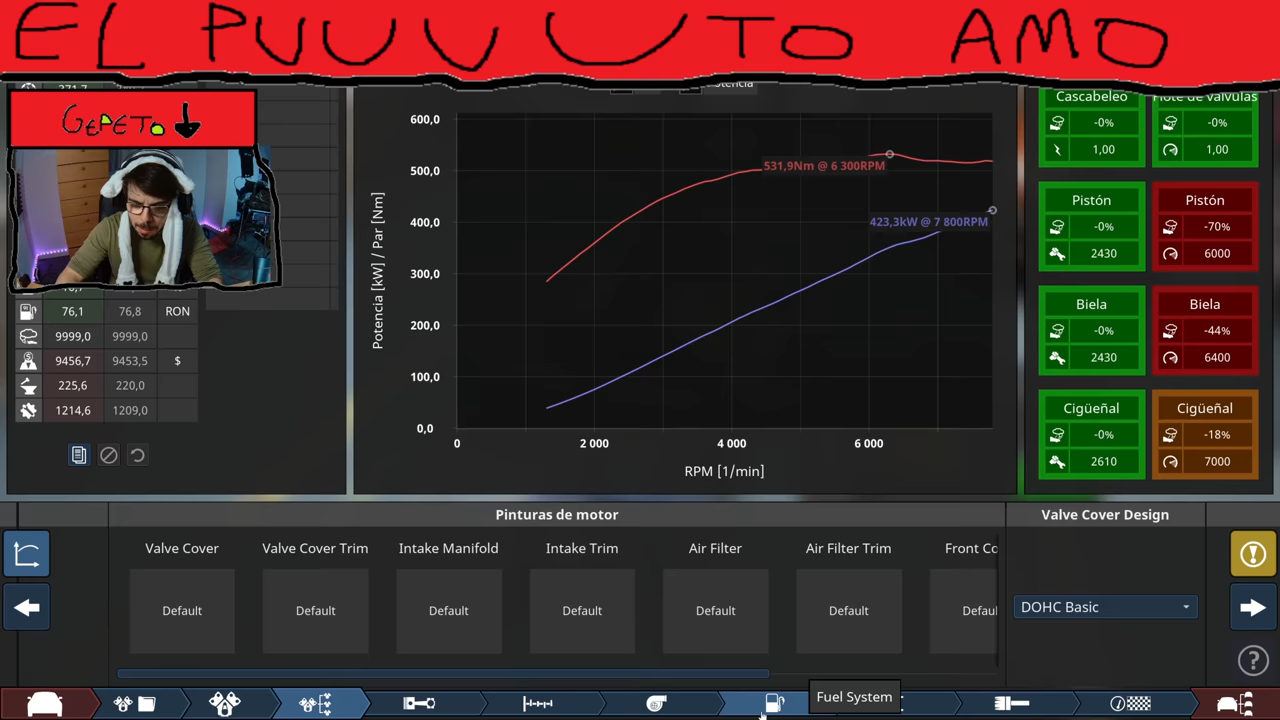 EL PUUUUTO AMO
GEPETO
Cascabeleo
-0%
1,00
-0%
1,00
600,0
500,0
400,0
300,0
200,0
100,0
0,0
Potencia [kW] / Par [Nm]
531,9Nm @ 6 300RPM
423,3kW @ 7 800RPM
0
2 000
4 000
6 000
RPM [1/min]
Pistón
-0%
2430
Pistón
-70%
6000
Biela
-0%
2430
Biela
-44%
6400
Cigüeñal
-0%
2610
Cigüeñal
-18%
7000
76,1 76,8 RON
9999,0 9999,0
9456,7 9453,5 $
225,6 220,0
1214,6 1209,0
Pinturas de motor
Valve Cover Design
Valve Cover
Valve Cover Trim
Intake Manifold
Intake Trim
Air Filter
Air Filter Trim
Front Co
Default
Default
Default
Default
Default
Default
Defau
DOHC Basic
Fuel System